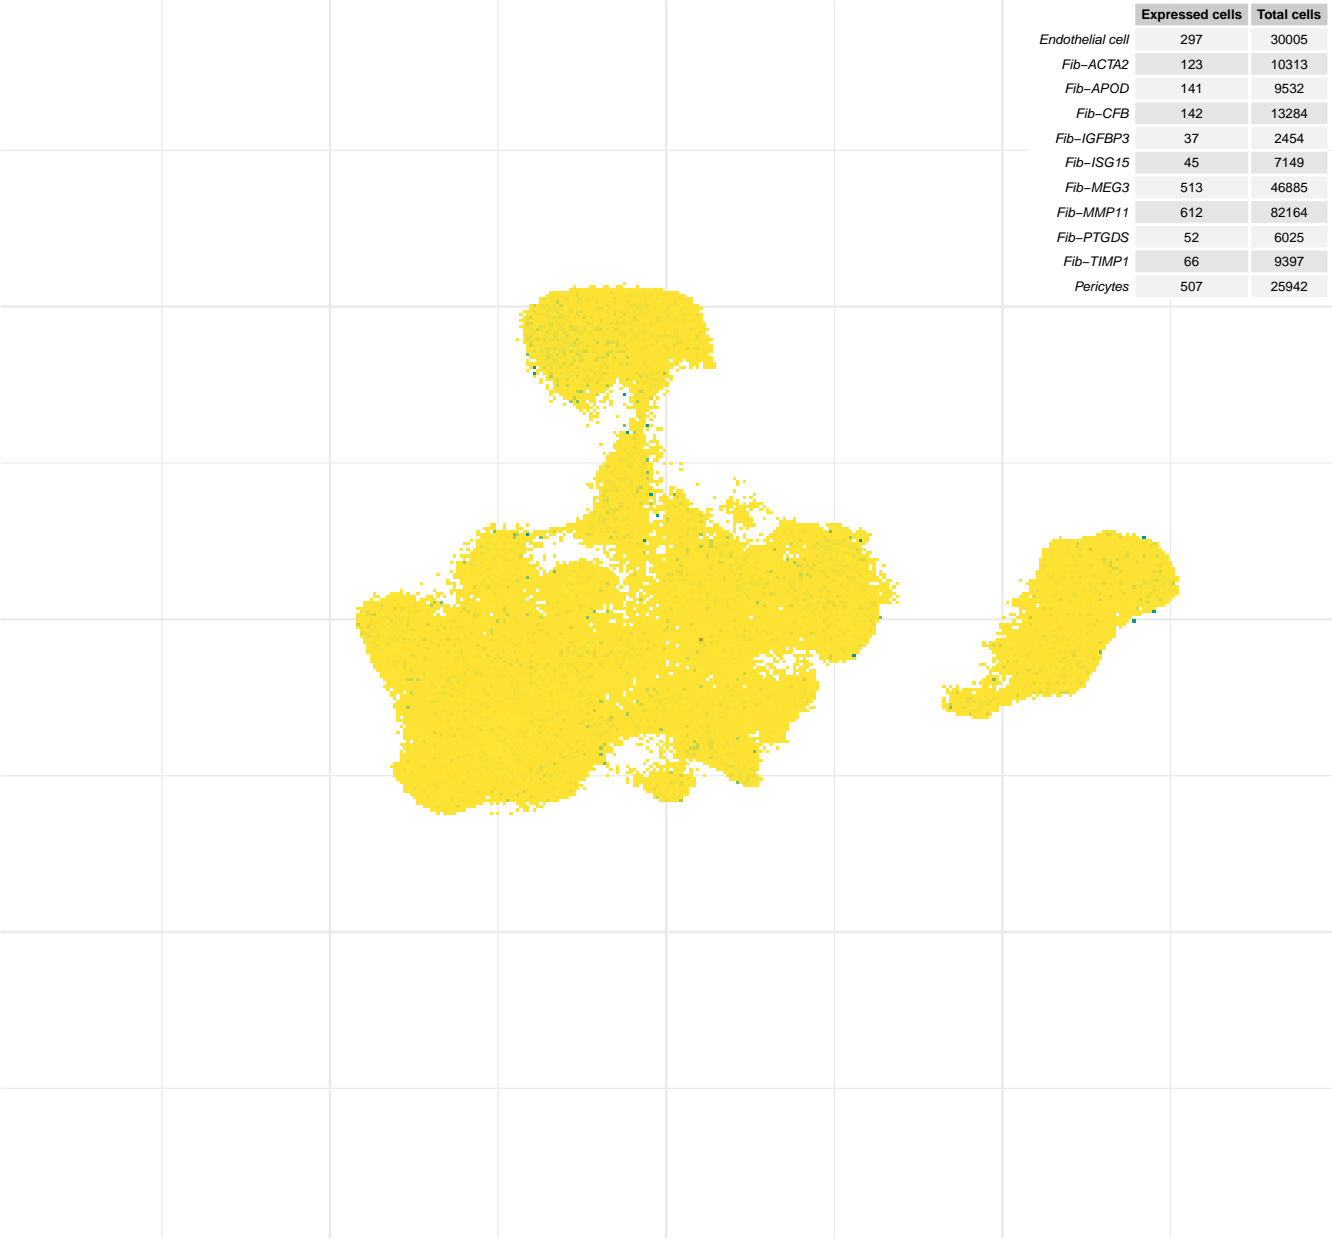 Expressed cells Total cells
Endothelial cell 297 30005
Fib−ACTA2 123 10313
Fib−APOD 141 9532
Fib−CFB 142 13284
Fib−IGFBP3 37 2454
Fib−ISG15 45 7149
Fib−MEG3 513 46885
Fib−MMP11 612 82164
Fib−PTGDS 52 6025
Fib−TIMP1 66 9397
Pericytes 507 25942